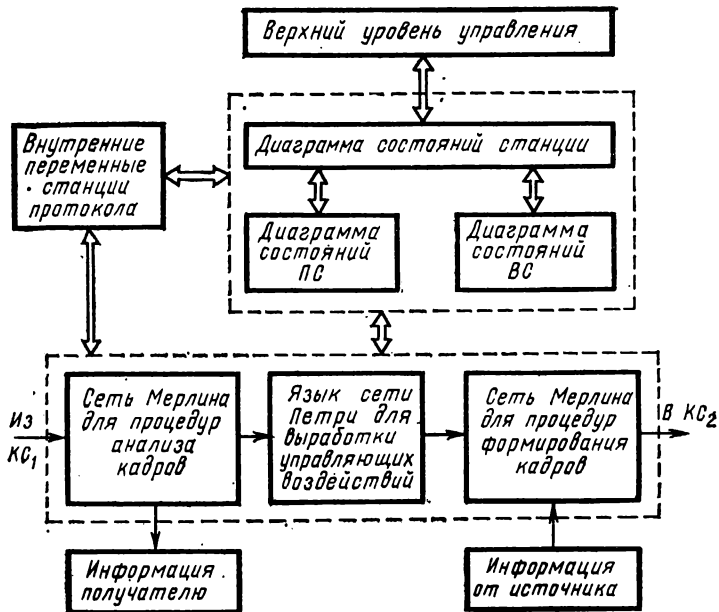 Верхний уровень управления
Внутренние
переменные
станции
протокола
Диаграмма состояний станции
Диаграмма
состояний
ПС
Диаграмма
состояний
ВС
Из
КС₁
Сеть Мерлина
для процедур
анализа
кадров
Язык сети
Петри для
выработки
управляющих
воздействий
Сеть Мерлина
для процедур
формирования
кадров
В КС₂
Информация
получателю
Информация
от источника